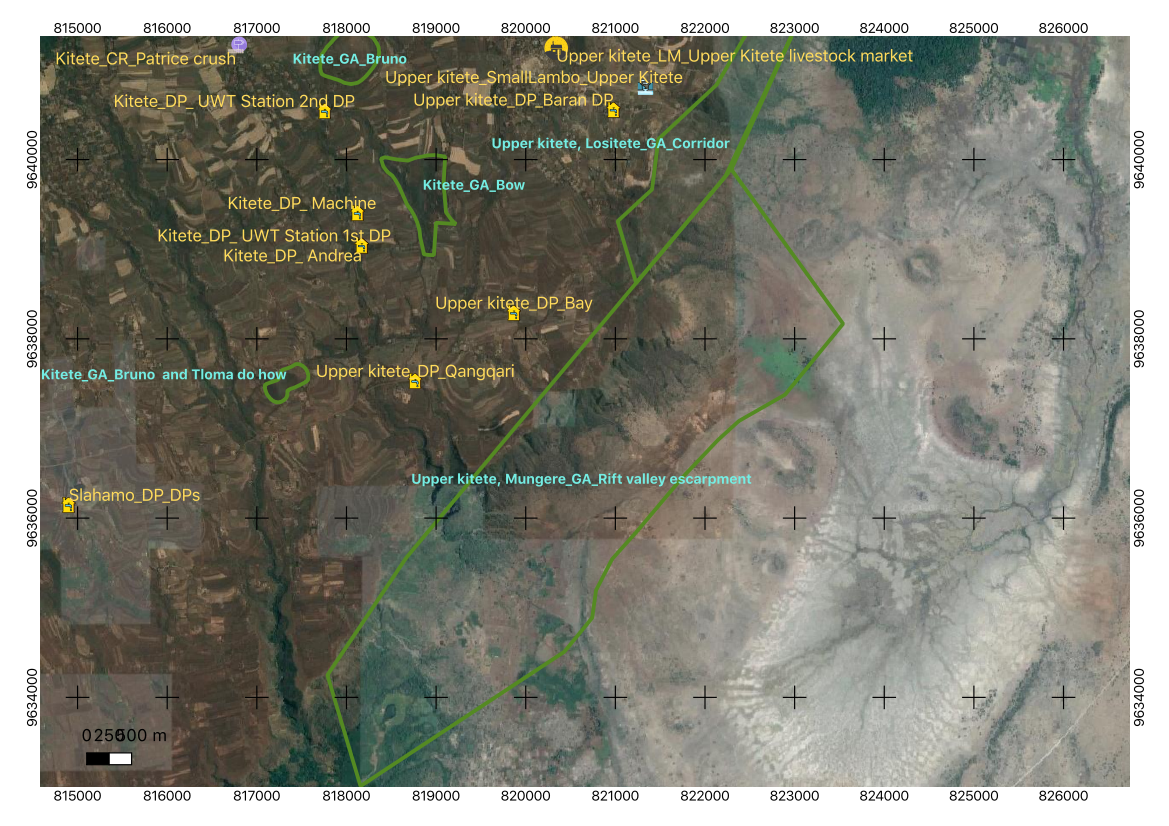 815000 816000 817000 818000 819000 820000 821000 822000 823000 824000 825000 826000
Kitete_CR_Patrice crush
Kitete_GA_Bruno
Upper kitete_LM_Upper Kitete livestock market
Upper kitete_SmallLambo_Upper Kitete
Kitete_DP_ UWT Station 2nd DP
Upper kitete_DP_Baran DP
Upper kitete, Lositete_GA_Corridor
9640000
9640000
Kitete_GA_Bow
Kitete_DP_ Machine
Kitete_DP_ UWT Station 1st DP
Kitete_DP_ Andrea
Upper kitete_DP_Bay
9638000
9638000
Kitete_GA_Bruno and Tloma do how
Upper kitete_DP_Qangqari
Upper kitete, Mungere_GA_Rift valley escarpment
Slahamo_DP_DPs
9636000
9636000
9634000
9634000
0 250 500 m
815000 816000 817000 818000 819000 820000 821000 822000 823000 824000 825000 826000